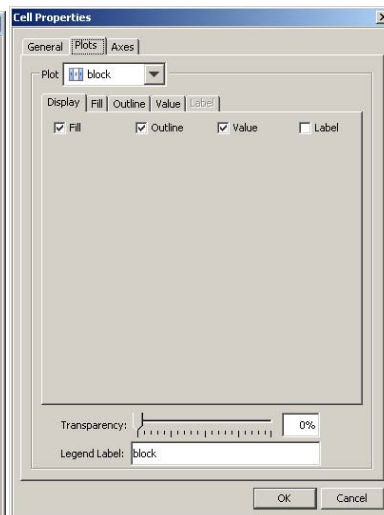 Cell Properties
General Plots Axes
Plot block
Display Fill Outline Value Label
Fill Outline Value Label
Transparency: 0%
Legend Label: block
OK Cancel